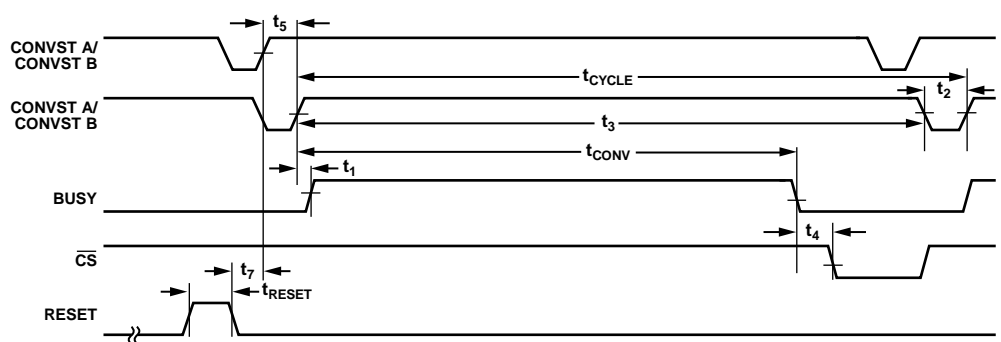 t5
CONVST A/
CONVST B
tCYCLE
t2
CONVST A/
CONVST B
t3
tCONV
t1
BUSY
t4
CS
t7
tRESET
RESET